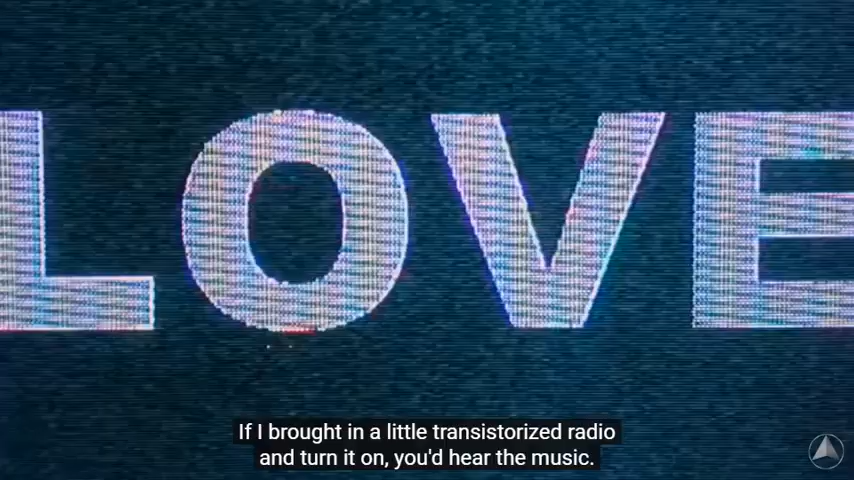 LOVE
If I brought in a little transistorized radio
and turn it on, you'd hear the music.